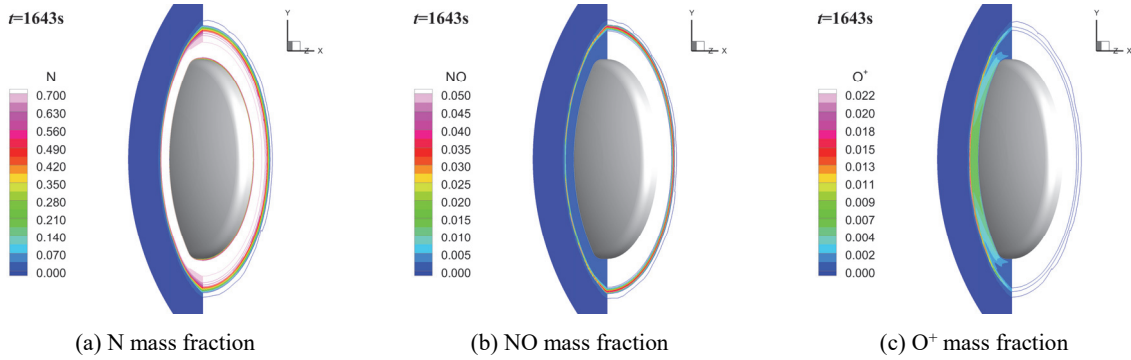 t=1643s
Y
Z X
N
0.700
0.630
0.560
0.490
0.420
0.350
0.280
0.210
0.140
0.070
0.000
(a) N mass fraction
t=1643s
Y
Z X
NO
0.050
0.045
0.040
0.035
0.030
0.025
0.020
0.015
0.010
0.005
0.000
(b) NO mass fraction
t=1643s
Y
Z X
O⁺
0.022
0.020
0.018
0.015
0.013
0.011
0.009
0.007
0.004
0.002
0.000
(c) O⁺ mass fraction